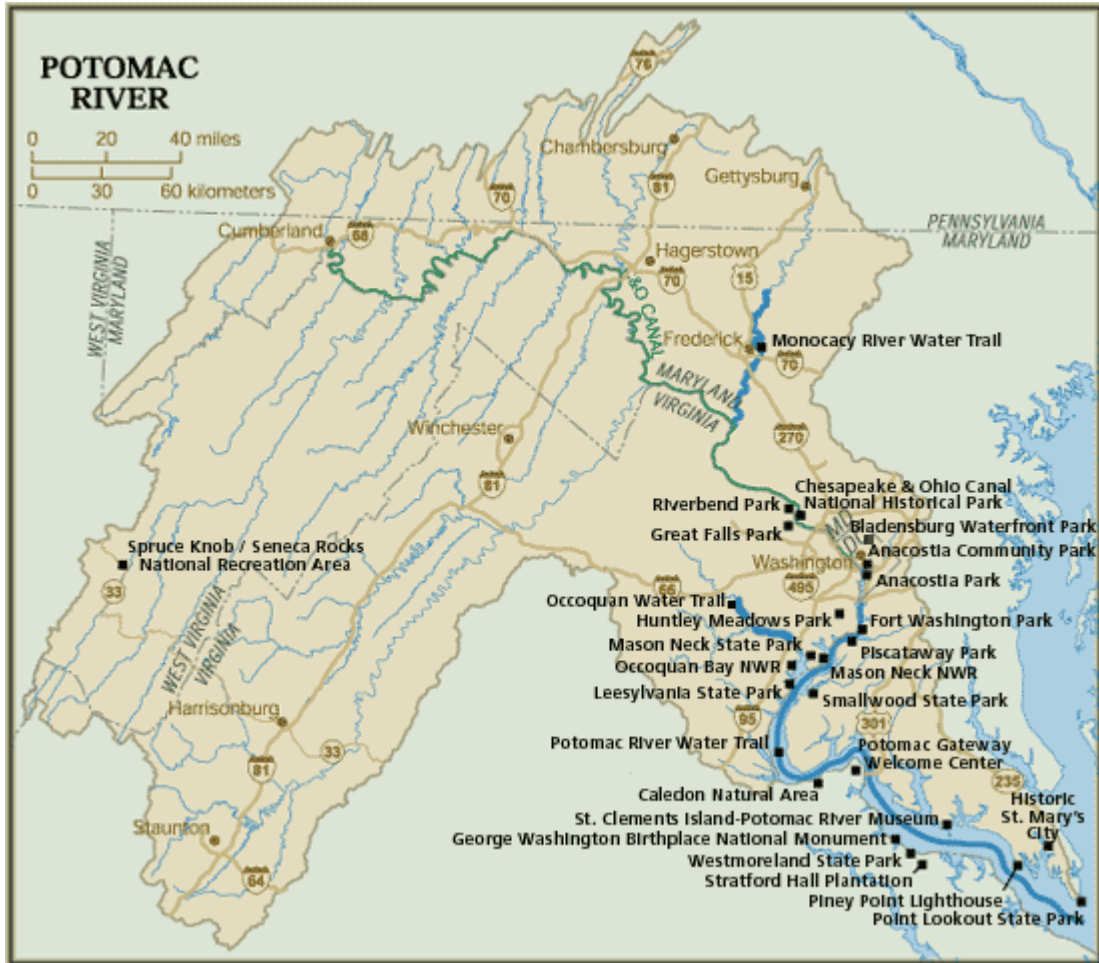 POTOMAC
RIVER
0 20 40 miles
0 30 60 kilometers
76
Chambersburg
Gettysburg
81
70
PENNSYLVANIA
MARYLAND
Cumberland
68
Hagerstown
70
15
WEST VIRGINIA
MARYLAND
&O CANAL
Frederick
Monocacy River Water Trail
70
MARYLAND
VIRGINIA
Winchester
270
81
Chesapeake & Ohio Canal
National Historical Park
Riverbend Park
Great Falls Park
MD
Bladensburg Waterfront Park
Anacostia Community Park
Washington
Anacostia Park
Spruce Knob / Seneca Rocks
National Recreation Area
33
66
495
Occoquan Water Trail
Huntley Meadows Park
Fort Washington Park
Mason Neck State Park
Piscataway Park
Occoquan Bay NWR
Mason Neck NWR
Leesylvania State Park
Smallwood State Park
WEST VIRGINIA
VIRGINIA
Harrisonburg
33
95
301
Potomac River Water Trail
Potomac Gateway
Welcome Center
81
235
Caledon Natural Area
Historic
St. Mary's
City
St. Clements Island-Potomac River Museum
George Washington Birthplace National Monument
Staunton
Westmoreland State Park
Stratford Hall Plantation
64
Piney Point Lighthouse
Point Lookout State Park